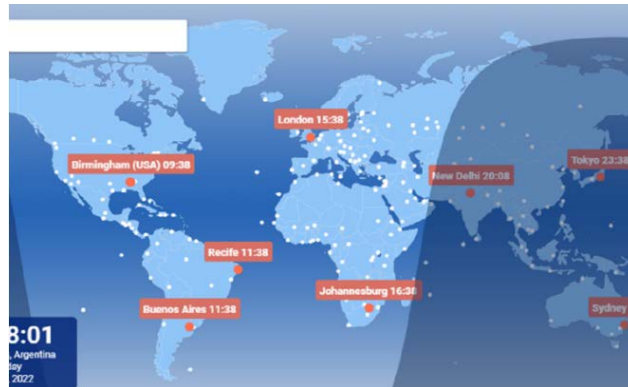 London 15:38
Birmingham (USA) 09:38
Tokyo 23:38
New Delhi 20:08
Recife 11:38
Johannesburg 16:38
Buenos Aires 11:38
Sydney
8:01
, Argentina
day
2022